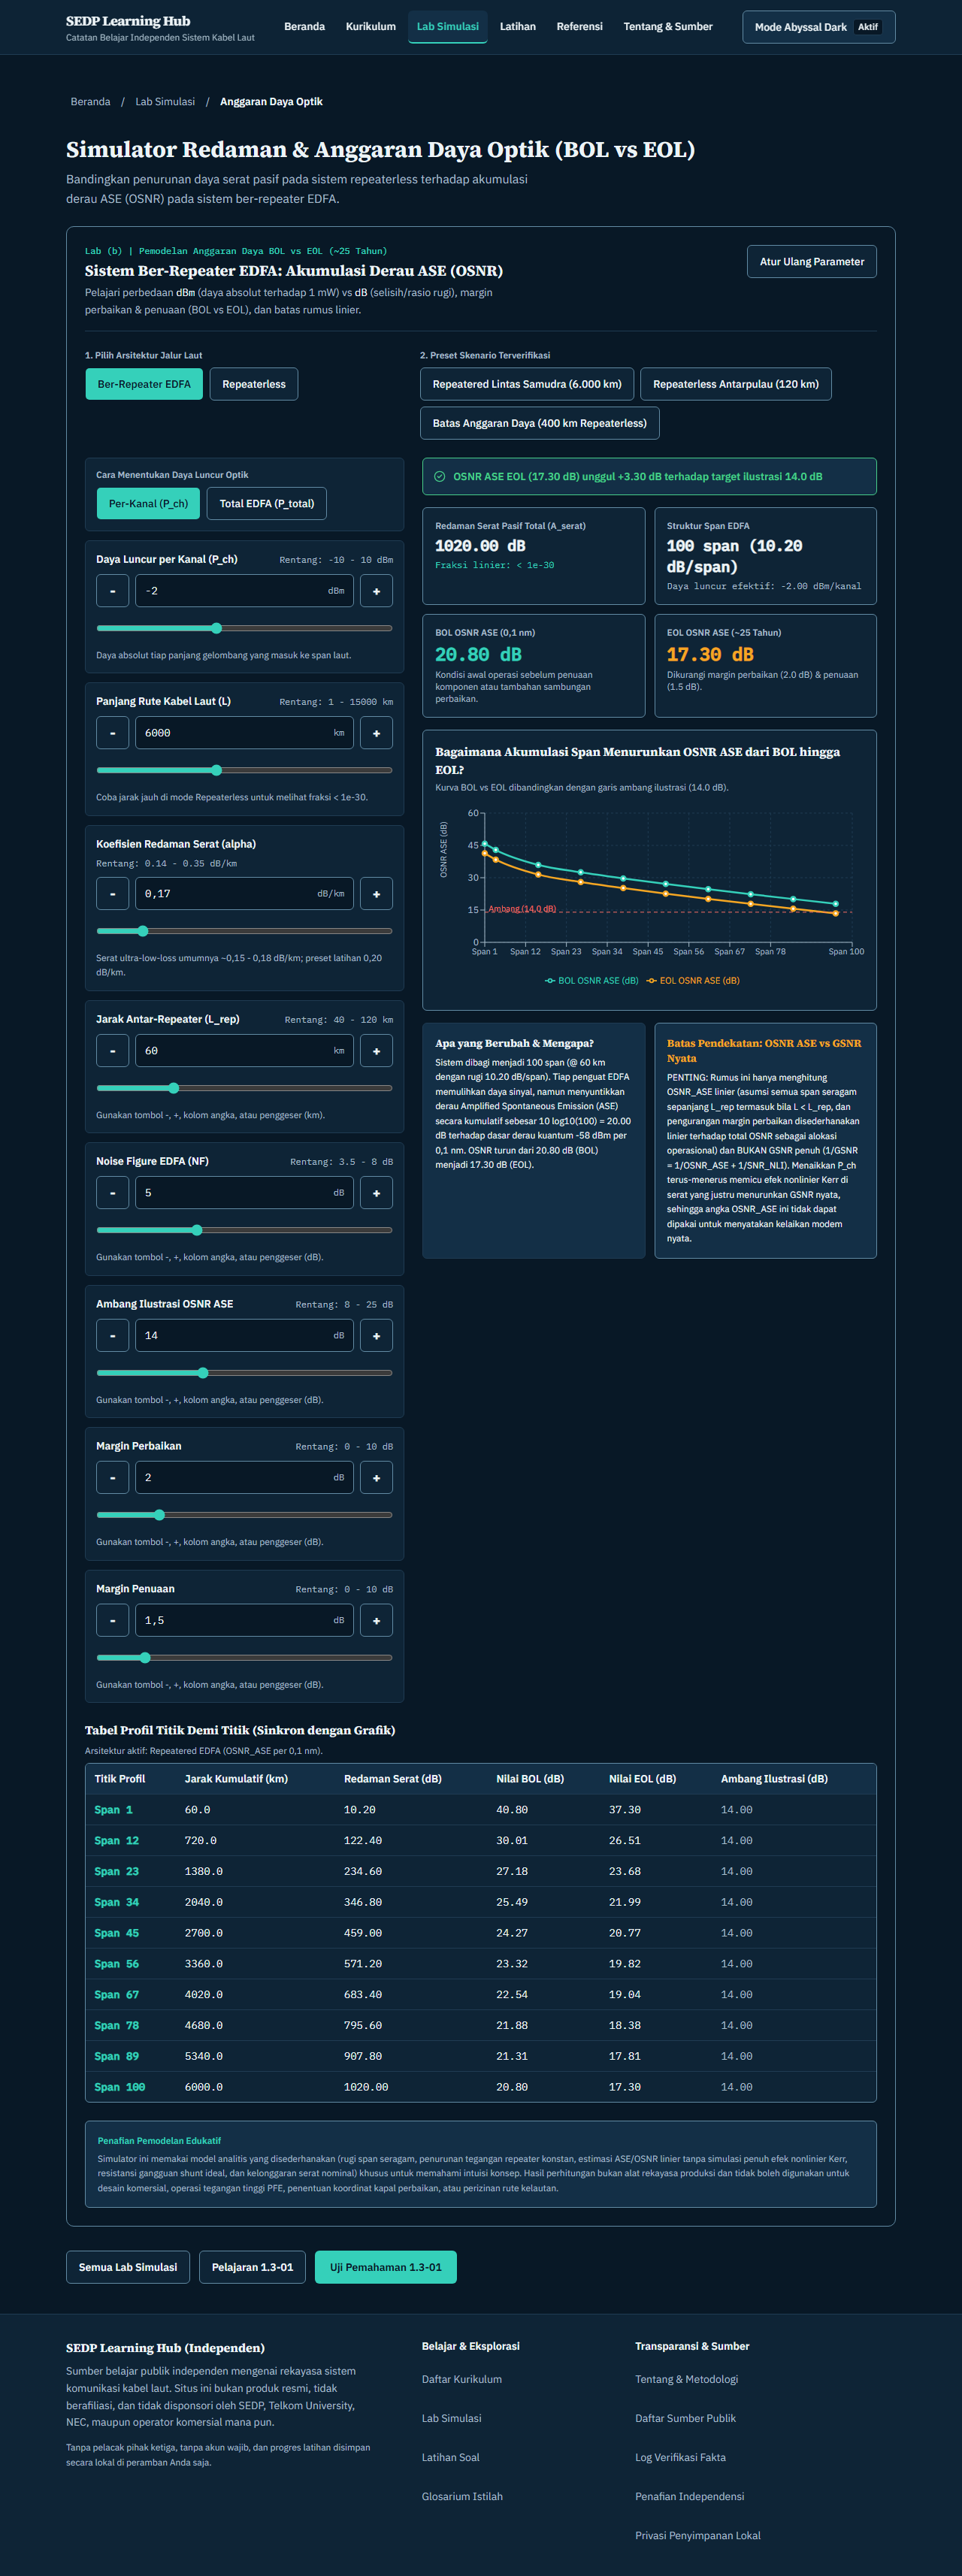 SEDP Learning Hub
Catatan Belajar Independen Sistem Kabel Laut
Beranda
Kurikulum
Lab Simulasi
Latihan
Referensi
Tentang & Sumber
Mode Abyssal Dark Aktif
Beranda / Lab Simulasi / Anggaran Daya Optik
Simulator Redaman & Anggaran Daya Optik (BOL vs EOL)
Bandingkan penurunan daya serat pasif pada sistem repeaterless terhadap akumulasi
derau ASE (OSNR) pada sistem ber-repeater EDFA.
Lab (b) | Pemodelan Anggaran Daya BOL vs EOL (~25 Tahun)
Sistem Ber-Repeater EDFA: Akumulasi Derau ASE (OSNR)
Pelajari perbedaan dBm (daya absolut terhadap 1 mW) vs dB (selisih/rasio rugi), margin
perbaikan & penuaan (BOL vs EOL), dan batas rumus linier.
Atur Ulang Parameter
1. Pilih Arsitektur Jalur Laut
Ber-Repeater EDFA
Repeaterless
2. Preset Skenario Terverifikasi
Repeatered Lintas Samudra (6.000 km)
Repeaterless Antarpulau (120 km)
Batas Anggaran Daya (400 km Repeaterless)
Cara Menentukan Daya Luncur Optik
Per-Kanal (P_ch)
Total EDFA (P_total)
Daya Luncur per Kanal (P_ch)
Rentang: -10 - 10 dBm
-
-2
dBm
+
Daya absolut tiap panjang gelombang yang masuk ke span laut.
Panjang Rute Kabel Laut (L)
Rentang: 1 - 15000 km
-
6000
km
+
Coba jarak jauh di mode Repeaterless untuk melihat fraksi < 1e-30.
Koefisien Redaman Serat (alpha)
Rentang: 0.14 - 0.35 dB/km
-
0,17
dB/km
+
Serat ultra-low-loss umumnya ~0,15 - 0,18 dB/km; preset latihan 0,20
dB/km.
Jarak Antar-Repeater (L_rep)
Rentang: 40 - 120 km
-
60
km
+
Gunakan tombol -, +, kolom angka, atau penggeser (km).
Noise Figure EDFA (NF)
Rentang: 3.5 - 8 dB
-
5
dB
+
Gunakan tombol -, +, kolom angka, atau penggeser (dB).
Ambang Ilustrasi OSNR ASE
Rentang: 8 - 25 dB
-
14
dB
+
Gunakan tombol -, +, kolom angka, atau penggeser (dB).
Margin Perbaikan
Rentang: 0 - 10 dB
-
2
dB
+
Gunakan tombol -, +, kolom angka, atau penggeser (dB).
Margin Penuaan
Rentang: 0 - 10 dB
-
1,5
dB
+
Gunakan tombol -, +, kolom angka, atau penggeser (dB).
OSNR ASE EOL (17.30 dB) unggul +3.30 dB terhadap target ilustrasi 14.0 dB
Redaman Serat Pasif Total (A_serat)
1020.00 dB
Fraksi linier: < 1e-30
Struktur Span EDFA
100 span (10.20
dB/span)
Daya luncur efektif: -2.00 dBm/kanal
BOL OSNR ASE (0,1 nm)
20.80 dB
Kondisi awal operasi sebelum penuaan
komponen atau tambahan sambungan
perbaikan.
EOL OSNR ASE (~25 Tahun)
17.30 dB
Dikurangi margin perbaikan (2.0 dB) & penuaan
(1.5 dB).
Bagaimana Akumulasi Span Menurunkan OSNR ASE dari BOL hingga
EOL?
Kurva BOL vs EOL dibandingkan dengan garis ambang ilustrasi (14.0 dB).
OSNR ASE (dB)
60
45
30
15
0
Ambang (14.0 dB)
Span 1
Span 12
Span 23
Span 34
Span 45
Span 56
Span 67
Span 78
Span 100
BOL OSNR ASE (dB)
EOL OSNR ASE (dB)
Apa yang Berubah & Mengapa?
Sistem dibagi menjadi 100 span (@ 60 km
dengan rugi 10.20 dB/span). Tiap penguat EDFA
memulihkan daya sinyal, namun menyuntikkan
derau Amplified Spontaneous Emission (ASE)
secara kumulatif sebesar 10 log10(100) = 20.00
dB terhadap dasar derau kuantum -58 dBm per
0,1 nm. OSNR turun dari 20.80 dB (BOL)
menjadi 17.30 dB (EOL).
Batas Pendekatan: OSNR ASE vs GSNR
Nyata
PENTING: Rumus ini hanya menghitung
OSNR_ASE linier (asumsi semua span seragam
sepanjang L_rep termasuk bila L < L_rep, dan
pengurangan margin perbaikan disederhanakan
linier terhadap total OSNR sebagai alokasi
operasional) dan BUKAN GSNR penuh (1/GSNR
= 1/OSNR_ASE + 1/SNR_NLI). Menaikkan P_ch
terus-menerus memicu efek nonlinier Kerr di
serat yang justru menurunkan GSNR nyata,
sehingga angka OSNR_ASE ini tidak dapat
dipakai untuk menyatakan kelaikan modem
nyata.
Tabel Profil Titik Demi Titik (Sinkron dengan Grafik)
Arsitektur aktif: Repeatered EDFA (OSNR_ASE per 0,1 nm).
Titik Profil Jarak Kumulatif (km) Redaman Serat (dB) Nilai BOL (dB) Nilai EOL (dB) Ambang Ilustrasi (dB)
Span 1 60.0 10.20 40.80 37.30 14.00
Span 12 720.0 122.40 30.01 26.51 14.00
Span 23 1380.0 234.60 27.18 23.68 14.00
Span 34 2040.0 346.80 25.49 21.99 14.00
Span 45 2700.0 459.00 24.27 20.77 14.00
Span 56 3360.0 571.20 23.32 19.82 14.00
Span 67 4020.0 683.40 22.54 19.04 14.00
Span 78 4680.0 795.60 21.88 18.38 14.00
Span 89 5340.0 907.80 21.31 17.81 14.00
Span 100 6000.0 1020.00 20.80 17.30 14.00
Penafian Pemodelan Edukatif
Simulator ini memakai model analitis yang disederhanakan (rugi span seragam, penurunan tegangan repeater konstan, estimasi ASE/OSNR linier tanpa simulasi penuh efek nonlinier Kerr,
resistansi gangguan shunt ideal, dan kelonggaran serat nominal) khusus untuk memahami intuisi konsep. Hasil perhitungan bukan alat rekayasa produksi dan tidak boleh digunakan untuk
desain komersial, operasi tegangan tinggi PFE, penentuan koordinat kapal perbaikan, atau perizinan rute kelautan.
Semua Lab Simulasi
Pelajaran 1.3-01
Uji Pemahaman 1.3-01
SEDP Learning Hub (Independen)
Sumber belajar publik independen mengenai rekayasa sistem
komunikasi kabel laut. Situs ini bukan produk resmi, tidak
berafiliasi, dan tidak disponsori oleh SEDP, Telkom University,
NEC, maupun operator komersial mana pun.
Tanpa pelacak pihak ketiga, tanpa akun wajib, dan progres latihan disimpan
secara lokal di peramban Anda saja.
Belajar & Eksplorasi
Daftar Kurikulum
Lab Simulasi
Latihan Soal
Glosarium Istilah
Transparansi & Sumber
Tentang & Metodologi
Daftar Sumber Publik
Log Verifikasi Fakta
Penafian Independensi
Privasi Penyimpanan Lokal